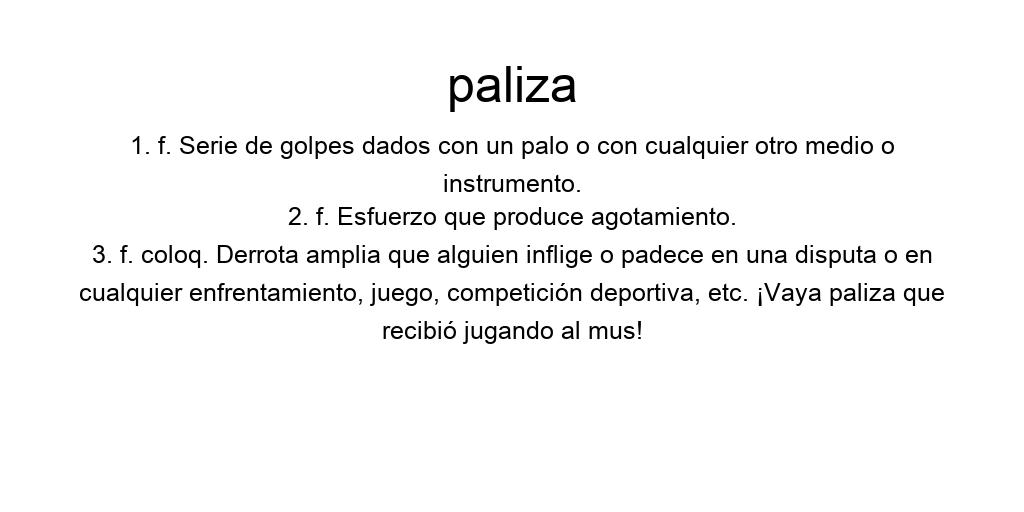 paliza
1. f. Serie de golpes dados con un palo o con cualquier otro medio o
instrumento.
2. f. Esfuerzo que produce agotamiento.
3. f. coloq. Derrota amplia que alguien inflige o padece en una disputa o en
cualquier enfrentamiento, juego, competición deportiva, etc. ¡Vaya paliza que
recibió jugando al mus!